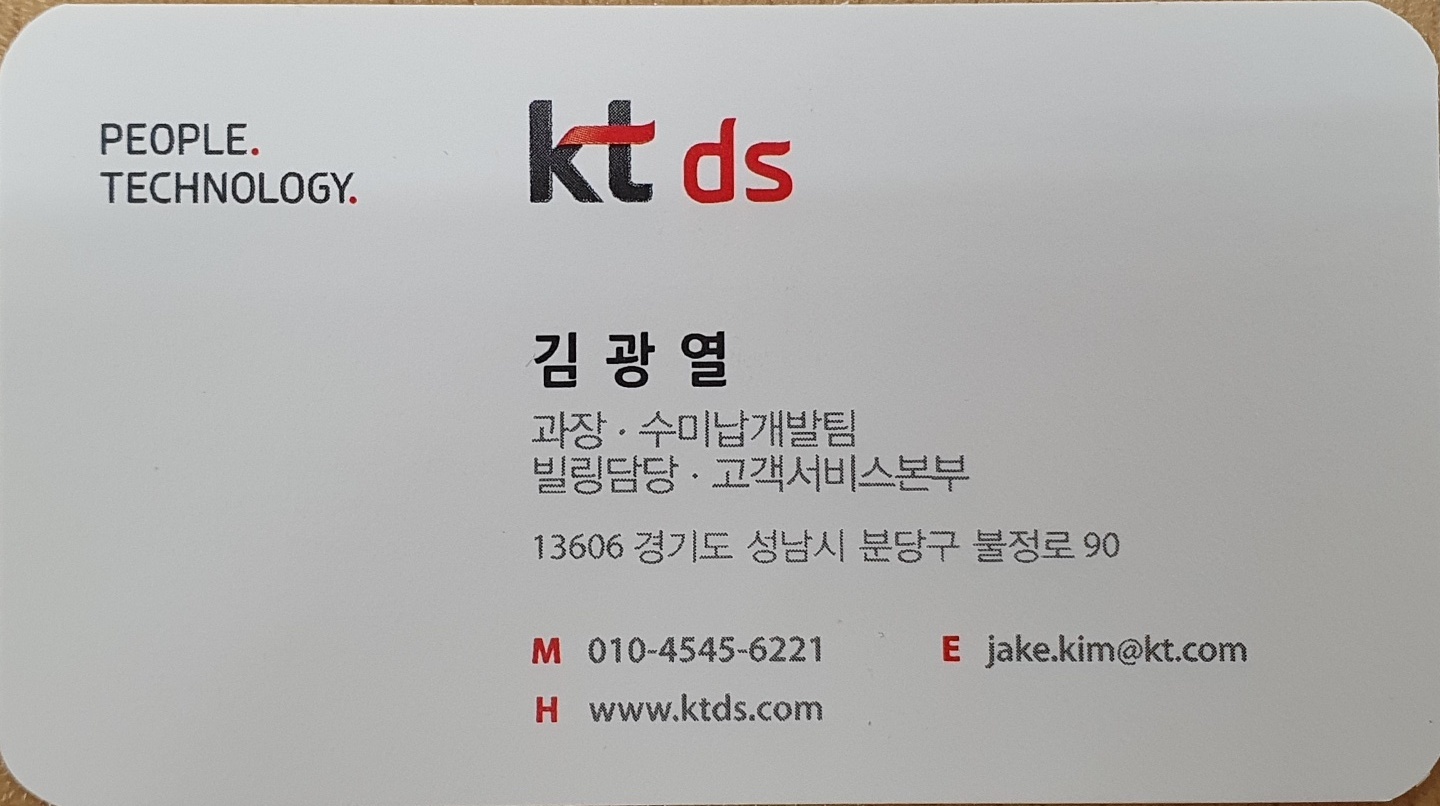 PEOPLE.
TECHNOLOGY.
kt ds
김 광 열
과장 · 수미납개발팀
빌링담당 · 고객서비스본부
13606 경기도 성남시 분당구 불정로 90
M 010-4545-6221 E jake.kim@kt.com
H www.ktds.com